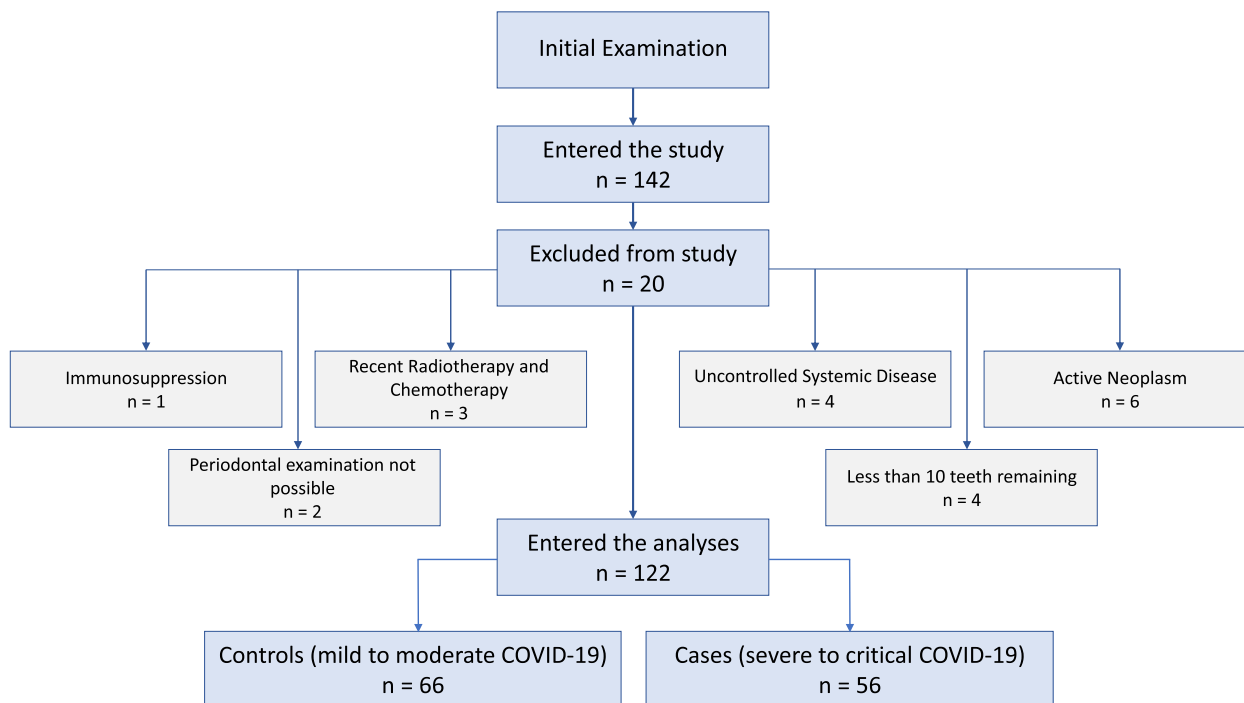 Initial Examination
Entered the study
n = 142
Excluded from study
n = 20
Immunosuppression
n = 1
Recent Radiotherapy and
Chemotherapy
n = 3
Uncontrolled Systemic Disease
n = 4
Active Neoplasm
n = 6
Periodontal examination not
possible
n = 2
Less than 10 teeth remaining
n = 4
Entered the analyses
n = 122
Controls (mild to moderate COVID-19)
n = 66
Cases (severe to critical COVID-19)
n = 56